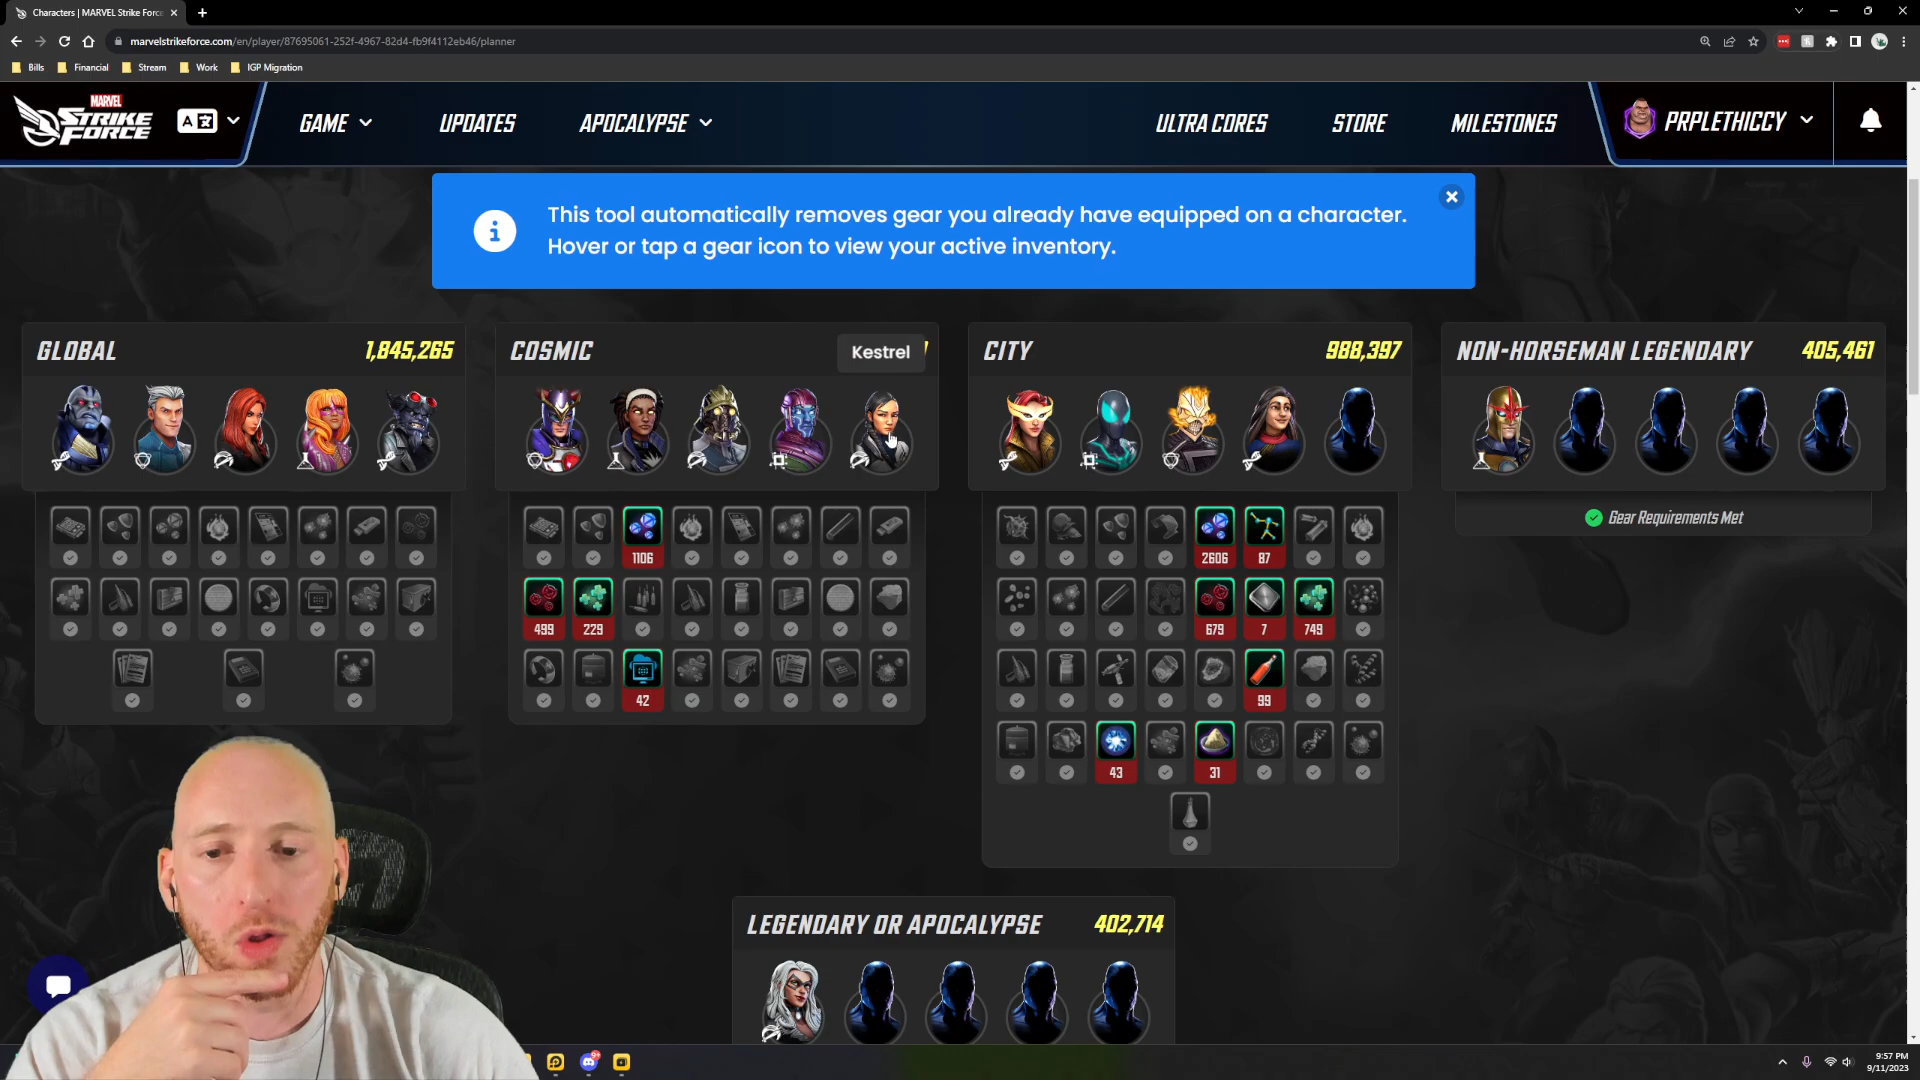 Characters | MARVEL Strike Forc
marvelstrikeforce.com/en/player/87695061-252f-4967-82d4-fb9f4112eb46/planner
Bills Financial Stream Work IGP Migration
MARVEL
STRIKE
FORCE
A
GAME UPDATES APOCALYPSE ULTRA CORES STORE MILESTONES PRPLETHICCY
This tool automatically removes gear you already have equipped on a character.
Hover or tap a gear icon to view your active inventory.
GLOBAL 1,845,265
COSMIC Kestrel
CITY 988,397
NON-HORSEMAN LEGENDARY 405,461
Gear Requirements Met
1106 2606 87
499 229 679 7 749
42 99
43 31
LEGENDARY OR APOCALYPSE 402,714
9:57 PM
9/11/2023